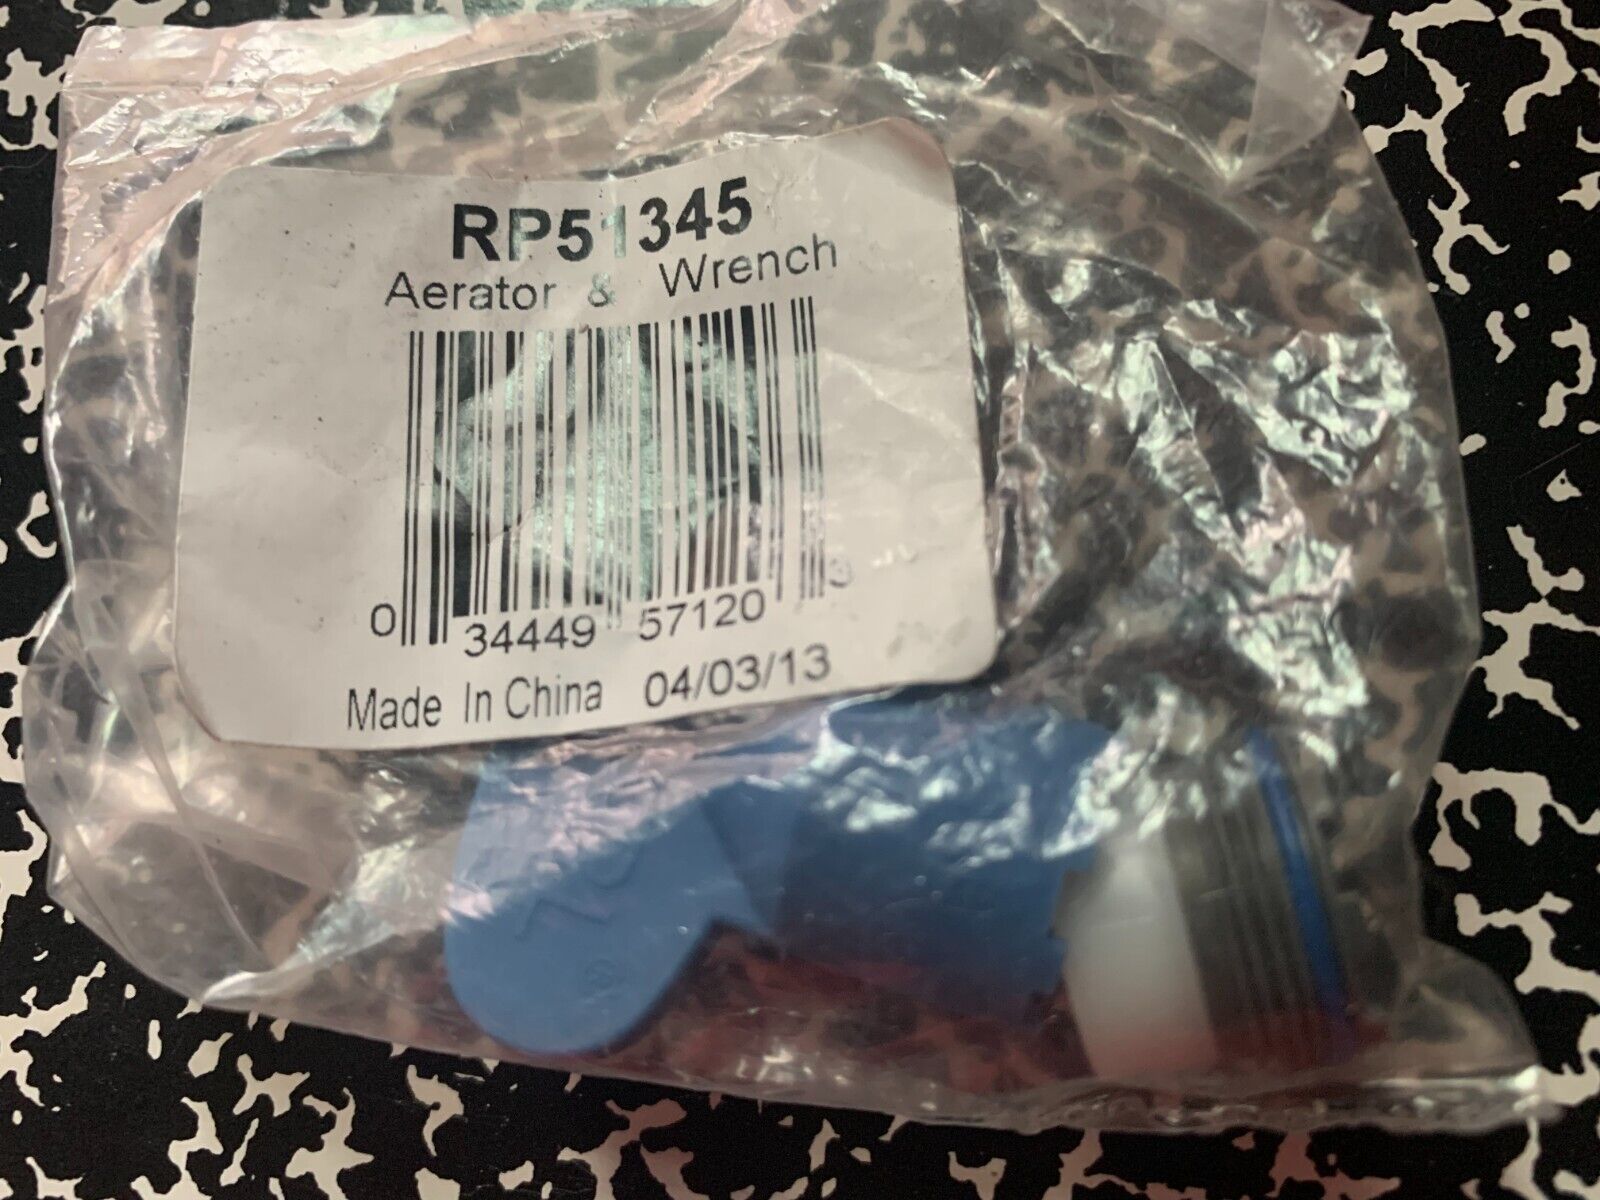 RP51345
Aerator & Wrench
0 34449 57120 3
Made In China 04/03/13
®